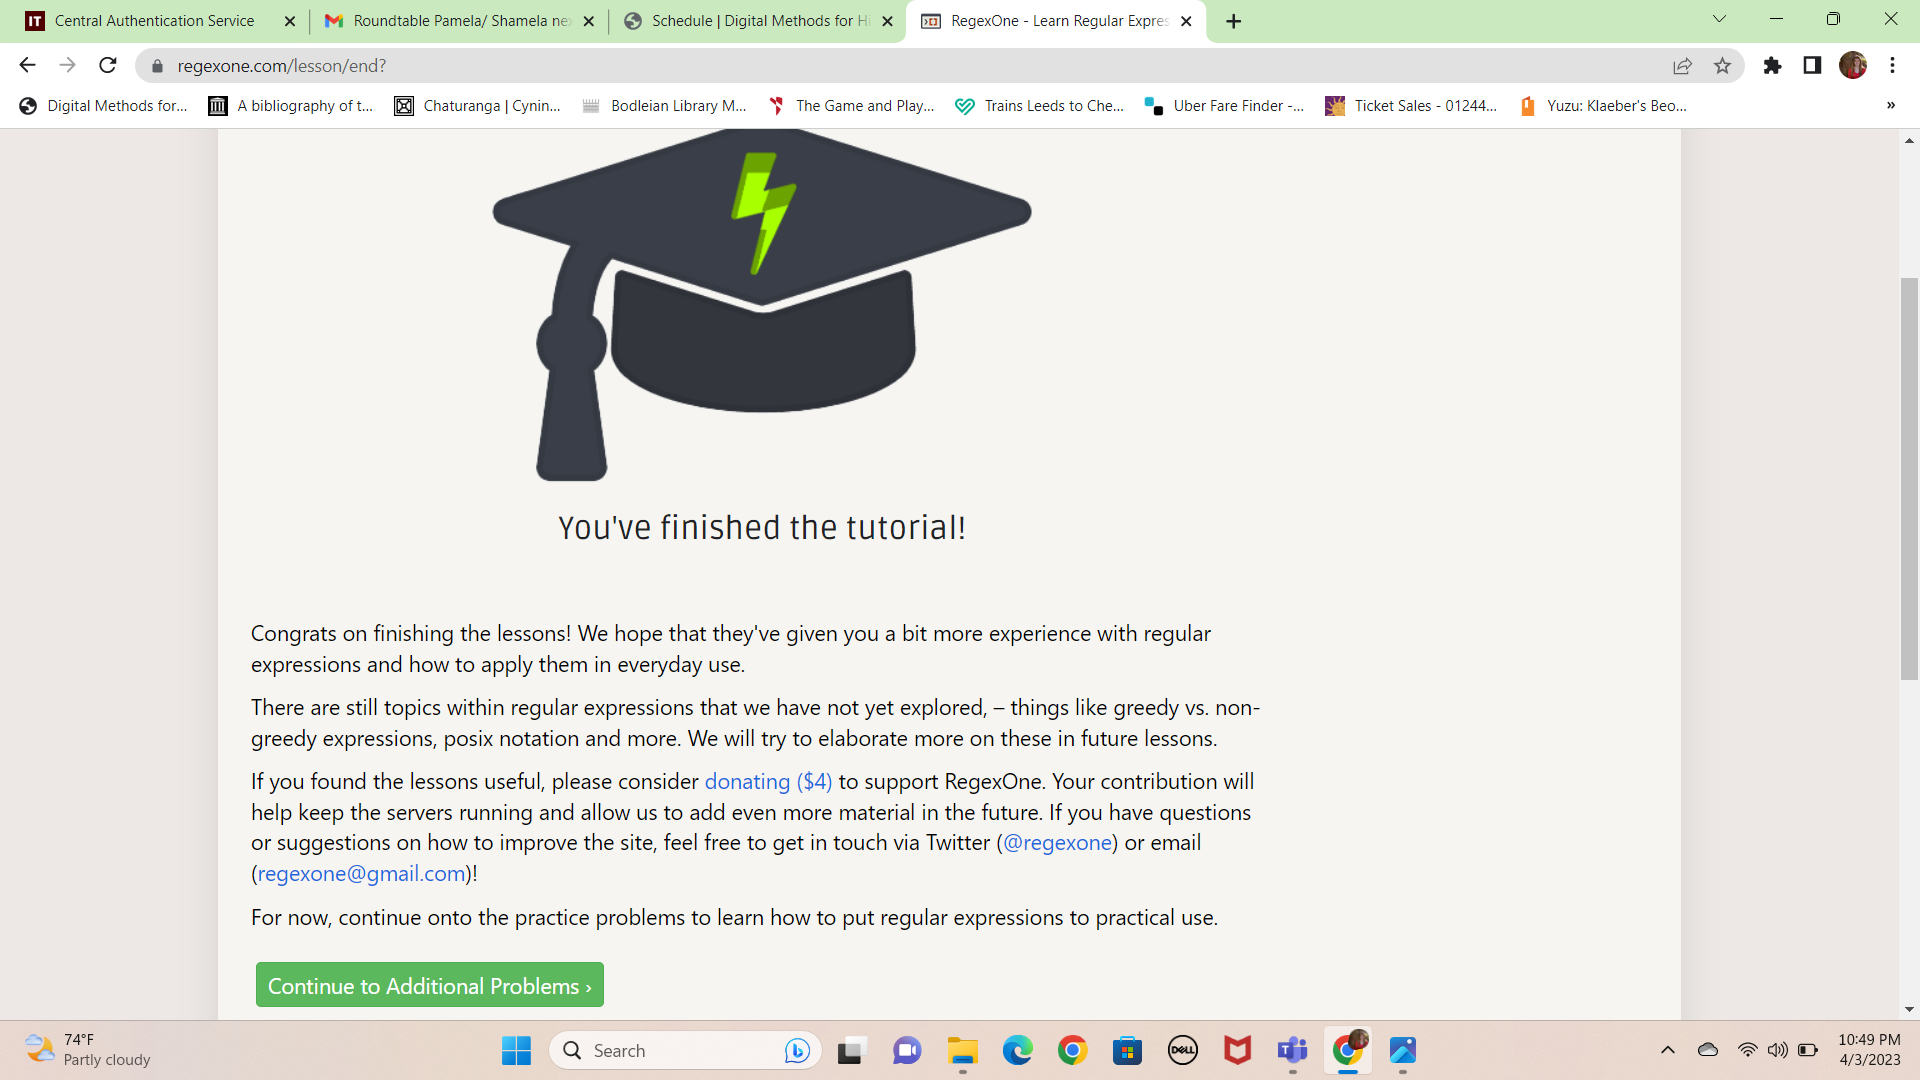 Central Authentication Service
Roundtable Pamela/ Shamela ne
Schedule | Digital Methods for Hi
RegexOne - Learn Regular Expres
regexone.com/lesson/end?
Digital Methods for...
A bibliography of t...
Chaturanga | Cynin...
Bodleian Library M...
The Game and Play...
Trains Leeds to Che...
Uber Fare Finder -...
Ticket Sales - 01244...
Yuzu: Klaeber's Beo...
»
You've finished the tutorial!
Congrats on finishing the lessons! We hope that they've given you a bit more experience with regular
expressions and how to apply them in everyday use.
There are still topics within regular expressions that we have not yet explored, – things like greedy vs. non-
greedy expressions, posix notation and more. We will try to elaborate more on these in future lessons.
If you found the lessons useful, please consider donating ($4) to support RegexOne. Your contribution will
help keep the servers running and allow us to add even more material in the future. If you have questions
or suggestions on how to improve the site, feel free to get in touch via Twitter (@regexone) or email
(regexone@gmail.com)!
For now, continue onto the practice problems to learn how to put regular expressions to practical use.
Continue to Additional Problems ›
74°F
Partly cloudy
Search
DELL
10:49 PM
4/3/2023